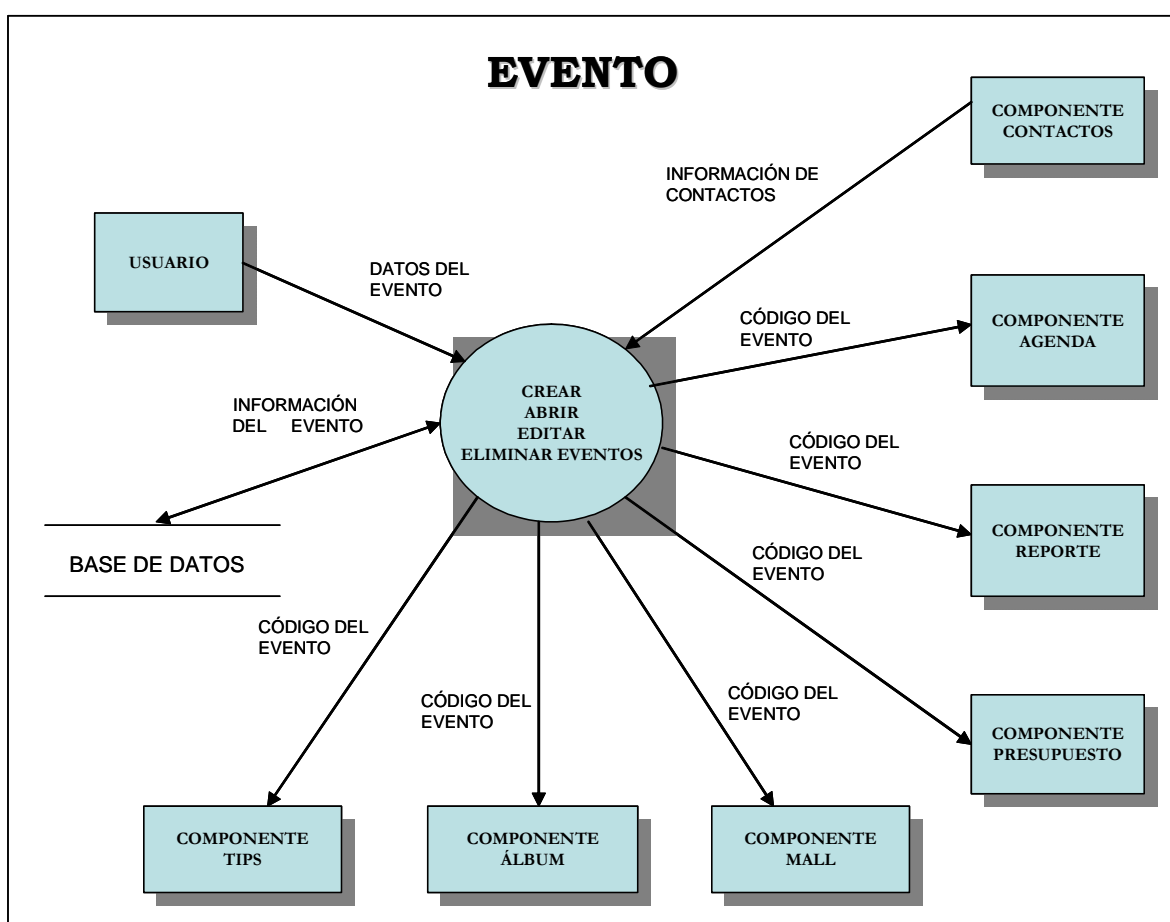 EVENTO
COMPONENTE
CONTACTOS
INFORMACIÓN DE
CONTACTOS
USUARIO
DATOS DEL
EVENTO
COMPONENTE
AGENDA
CÓDIGO DEL
EVENTO
CREAR
ABRIR
EDITAR
ELIMINAR EVENTOS
INFORMACIÓN
DEL EVENTO
CÓDIGO DEL
EVENTO
COMPONENTE
REPORTE
BASE DE DATOS
CÓDIGO DEL
EVENTO
CÓDIGO DEL
EVENTO
CÓDIGO DEL
EVENTO
CÓDIGO DEL
EVENTO
COMPONENTE
PRESUPUESTO
COMPONENTE
TIPS
COMPONENTE
ÁLBUM
COMPONENTE
MALL